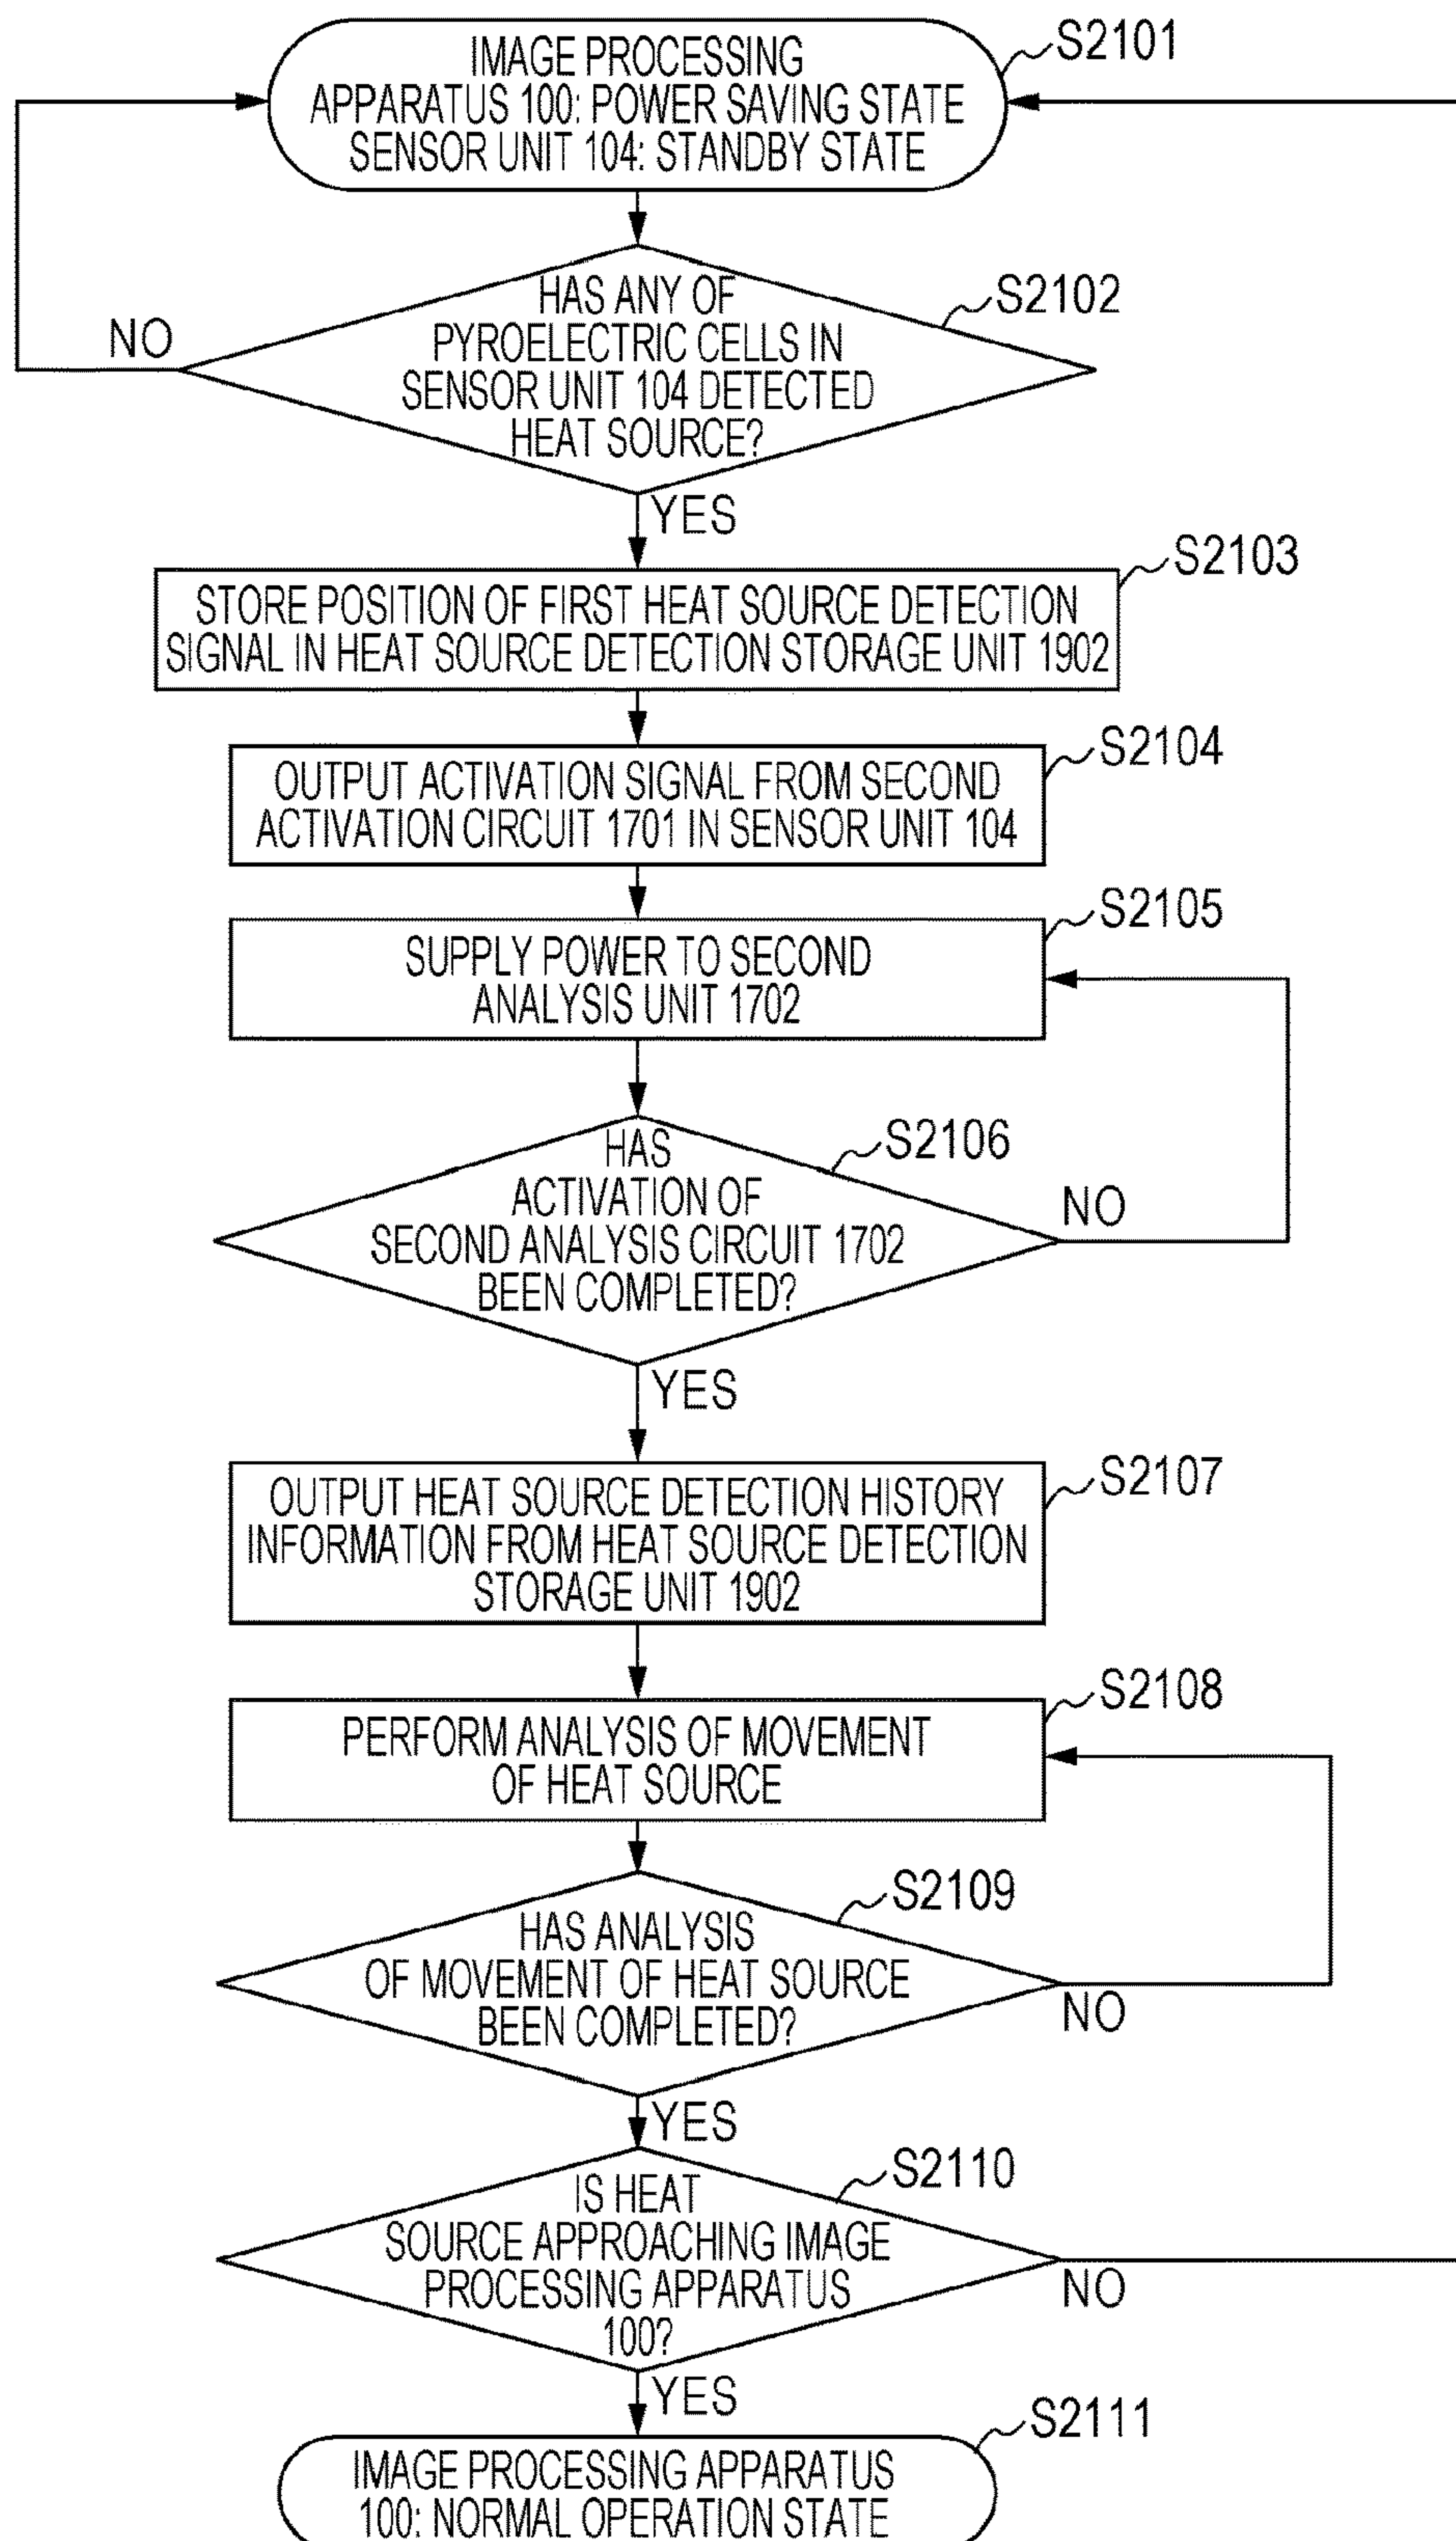 S2101
IMAGE PROCESSING
APPARATUS 100: POWER SAVING STATE
SENSOR UNIT 104: STANDBY STATE
S2102
HAS ANY OF
PYROELECTRIC CELLS IN
SENSOR UNIT 104 DETECTED
HEAT SOURCE?
NO
YES
S2103
STORE POSITION OF FIRST HEAT SOURCE DETECTION
SIGNAL IN HEAT SOURCE DETECTION STORAGE UNIT 1902
S2104
OUTPUT ACTIVATION SIGNAL FROM SECOND
ACTIVATION CIRCUIT 1701 IN SENSOR UNIT 104
S2105
SUPPLY POWER TO SECOND
ANALYSIS UNIT 1702
S2106
HAS
ACTIVATION OF
SECOND ANALYSIS CIRCUIT 1702
BEEN COMPLETED?
NO
YES
S2107
OUTPUT HEAT SOURCE DETECTION HISTORY
INFORMATION FROM HEAT SOURCE DETECTION
STORAGE UNIT 1902
S2108
PERFORM ANALYSIS OF MOVEMENT
OF HEAT SOURCE
S2109
HAS ANALYSIS
OF MOVEMENT OF HEAT SOURCE
BEEN COMPLETED?
NO
YES
S2110
IS HEAT
SOURCE APPROACHING IMAGE
PROCESSING APPARATUS
100?
NO
YES
S2111
IMAGE PROCESSING APPARATUS
100: NORMAL OPERATION STATE